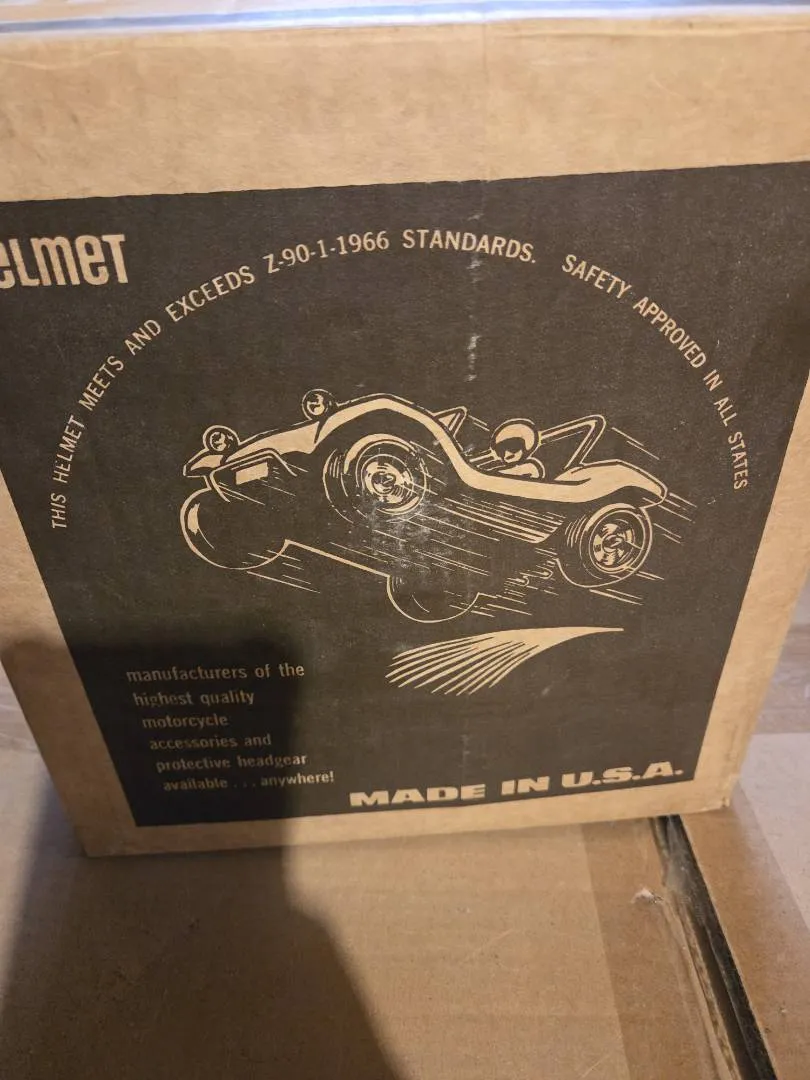 eLmeT
THIS HELMET MEETS AND EXCEEDS Z-90-1-1966 STANDARDS. SAFETY APPROVED IN ALL STATES
manufacturers of the
highest quality
motorcycle
accessories and
protective headgear
available . . . anywhere!
MADE IN U.S.A.